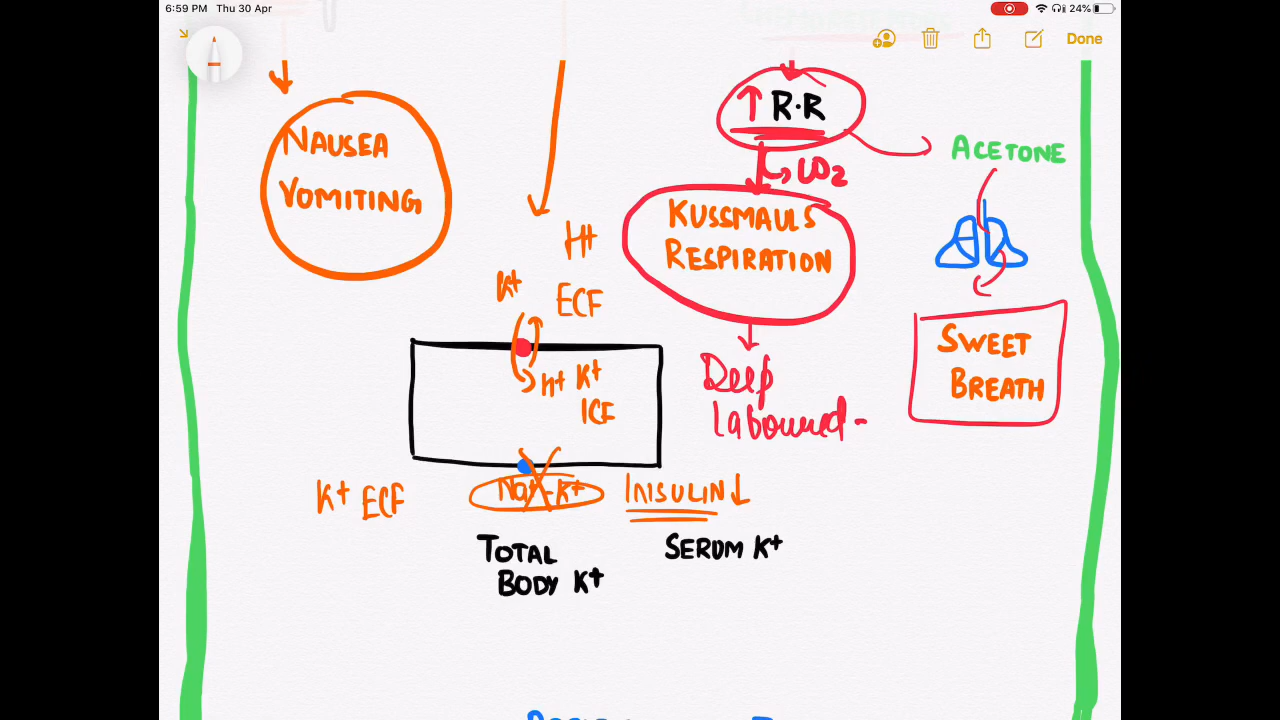 6:59 PM Thu 30 Apr
24%
Done
NAUSEA
VOMITING
↑ R.R
CO2
KUSSMAULS
RESPIRATION
Deep
laboured-
ACETONE
SWEET
BREATH
H+
K+
ECF
H+ K+
ICF
K+ ECF
Na+-K+
INSULIN↓
TOTAL
BODY K+
SERUM K+